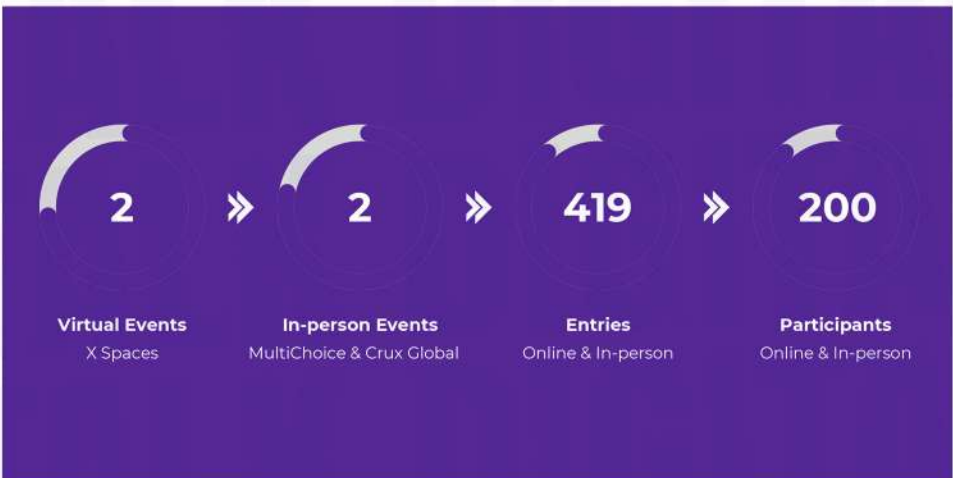 2
2
419
200
Virtual Events
X Spaces
In-person Events
MultiChoice & Crux Global
Entries
Online & In-person
Participants
Online & In-person